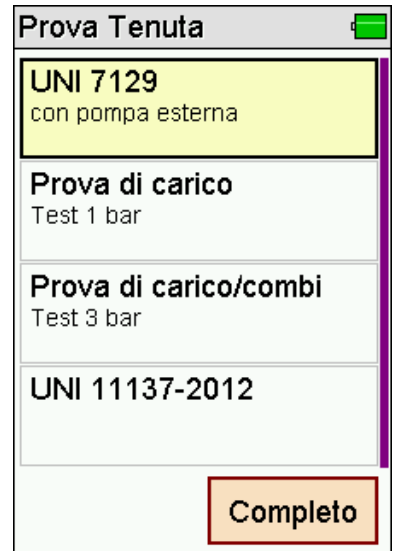 Prova Tenuta
UNI 7129
con pompa esterna
Prova di carico
Test 1 bar
Prova di carico/combi
Test 3 bar
UNI 11137-2012
Completo